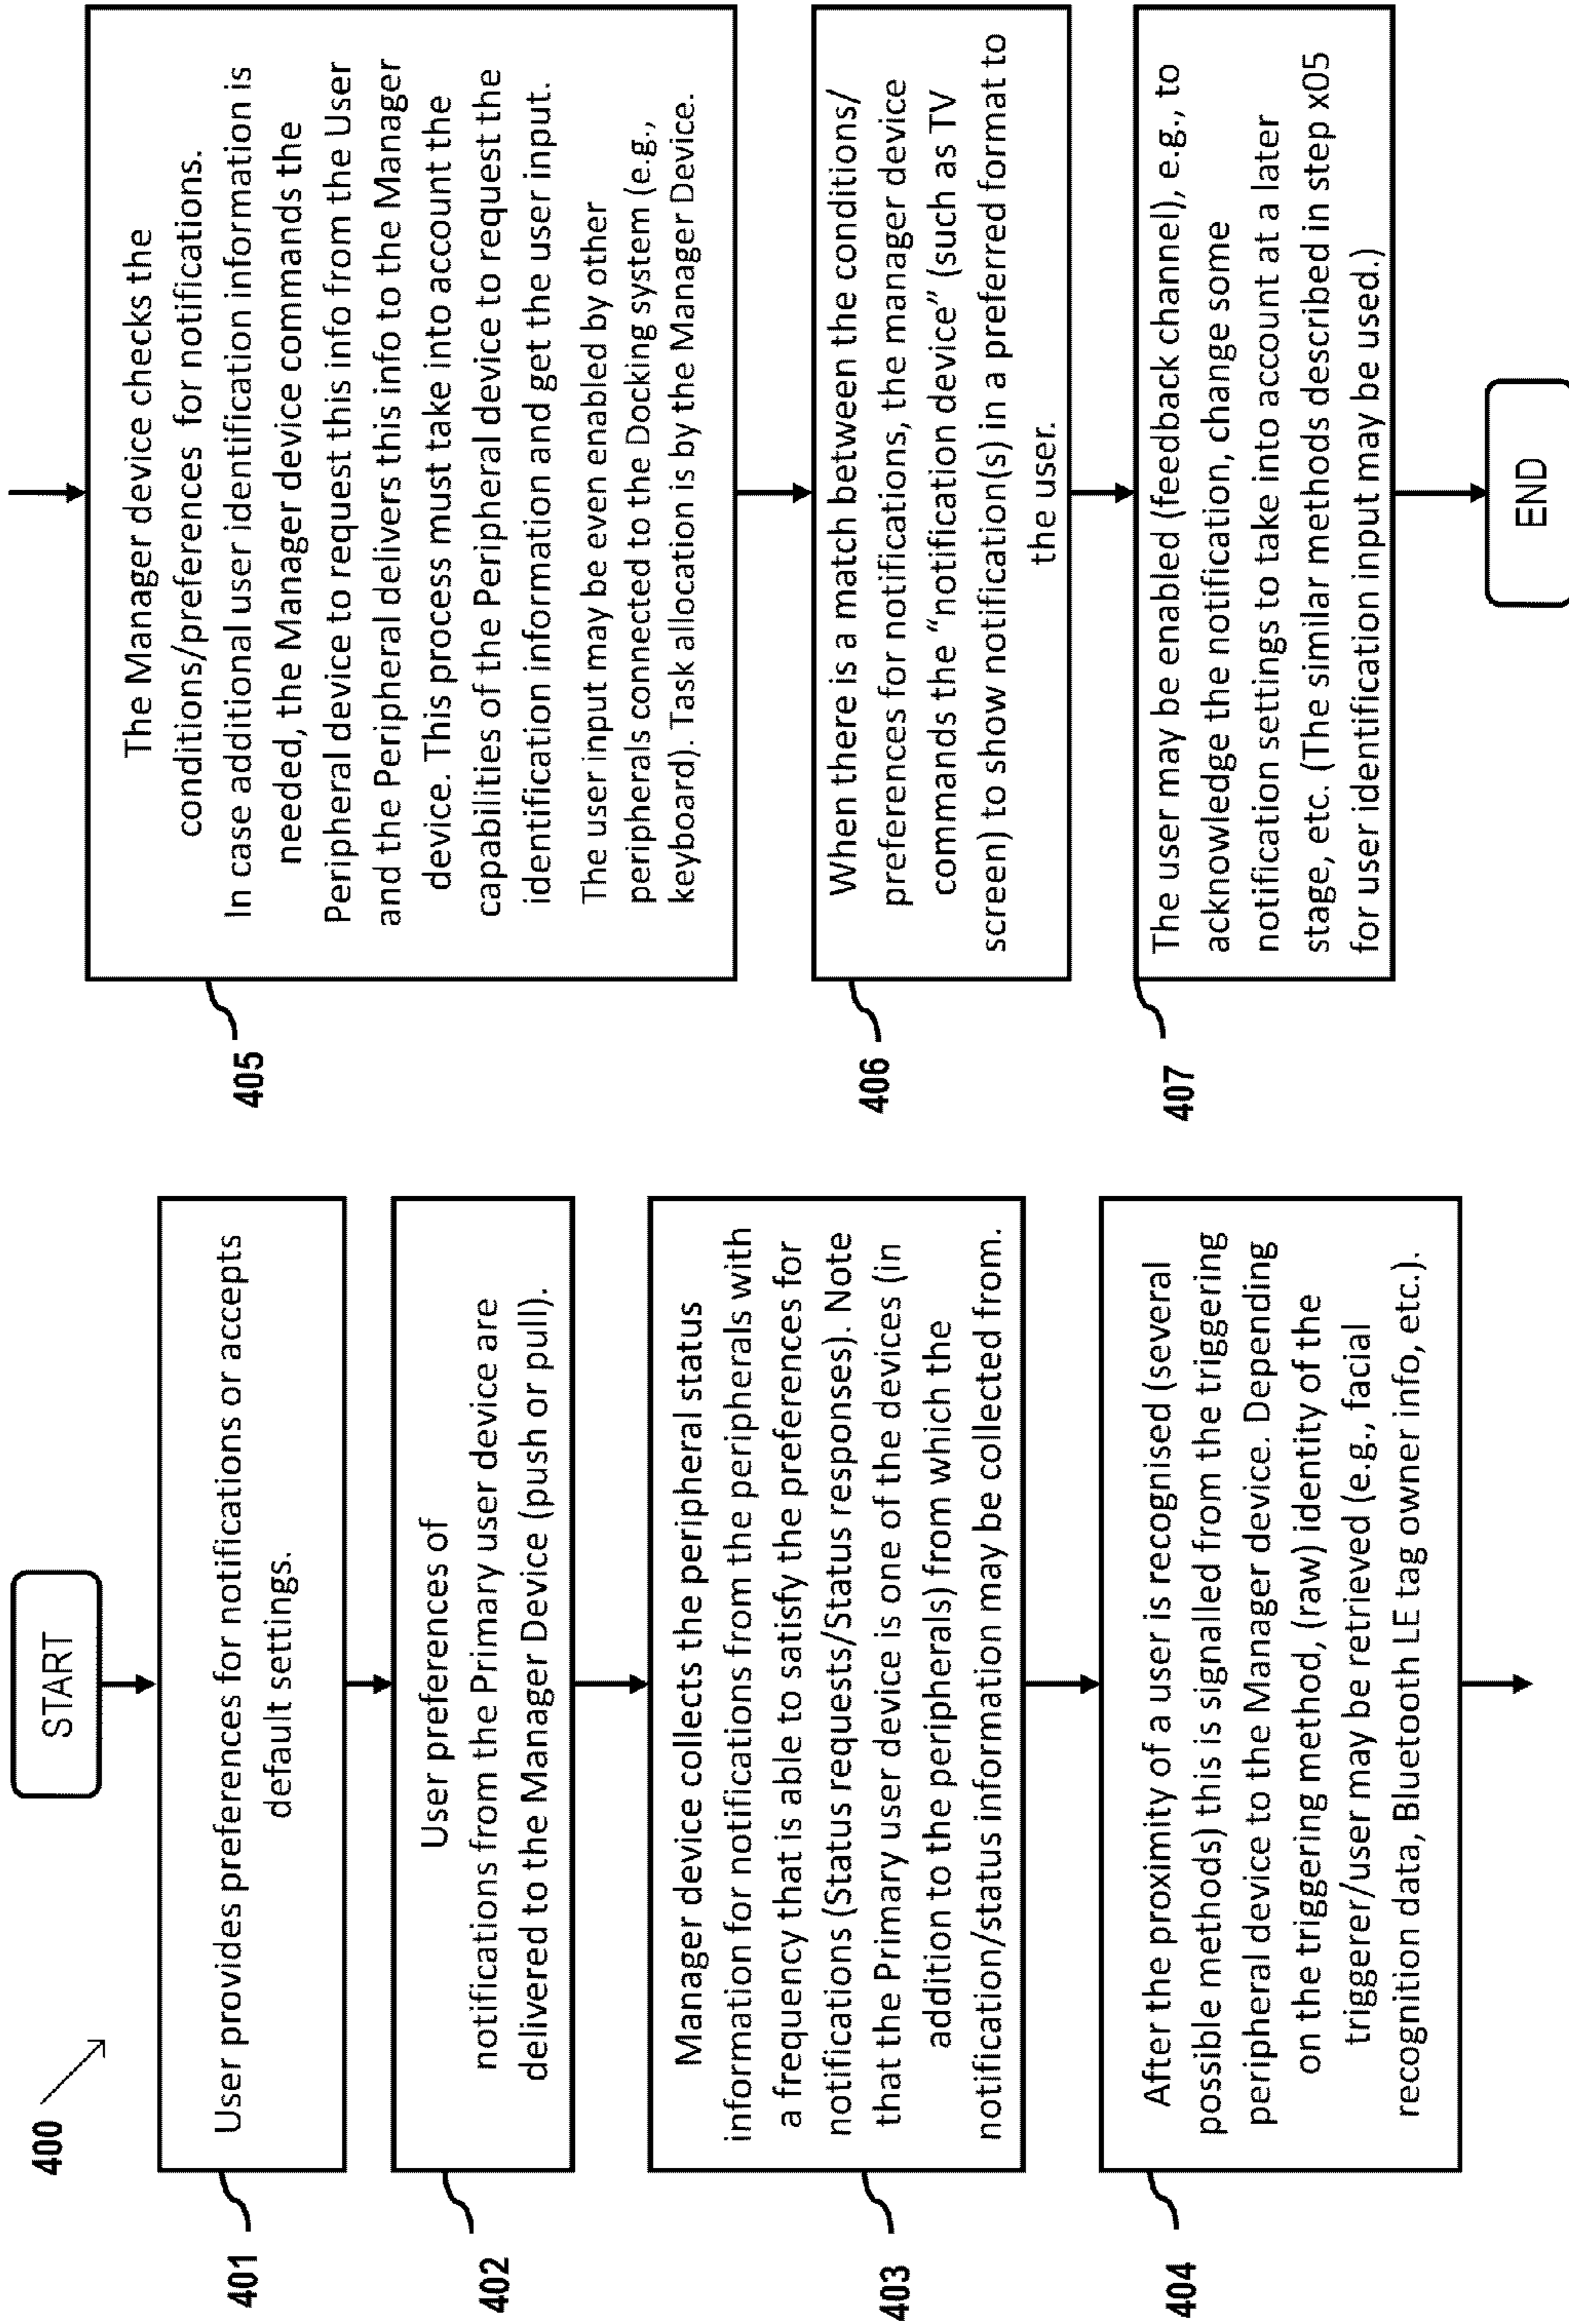 400
START
401
User provides preferences for notifications or accepts
default settings.
402
User preferences of
notifications from the Primary user device are
delivered to the Manager Device (push or pull).
403
Manager device collects the peripheral status
information for notifications from the peripherals with
a frequency that is able to satisfy the preferences for
notifications (Status requests/Status responses). Note
that the Primary user device is one of the devices (in
addition to the peripherals) from which the
notification/status information may be collected from.
404
After the proximity of a user is recognised (several
possible methods) this is signalled from the triggering
peripheral device to the Manager device. Depending
on the triggering method, (raw) identity of the
triggerer/user may be retrieved (e.g., facial
recognition data, Bluetooth LE tag owner info, etc.).
405
The Manager device checks the
conditions/preferences for notifications.
In case additional user identification information is
needed, the Manager device commands the
Peripheral device to request this info from the User
and the Peripheral delivers this info to the Manager
device. This process must take into account the
capabilities of the Peripheral device to request the
identification information and get the user input.
The user input may be even enabled by other
peripherals connected to the Docking system (e.g.,
keyboard). Task allocation is by the Manager Device.
406
When there is a match between the conditions/
preferences for notifications, the manager device
commands the “notification device” (such as TV
screen) to show notification(s) in a preferred format to
the user.
407
The user may be enabled (feedback channel), e.g., to
acknowledge the notification, change some
notification settings to take into account at a later
stage, etc. (The similar methods described in step x05
for user identification input may be used.)
END